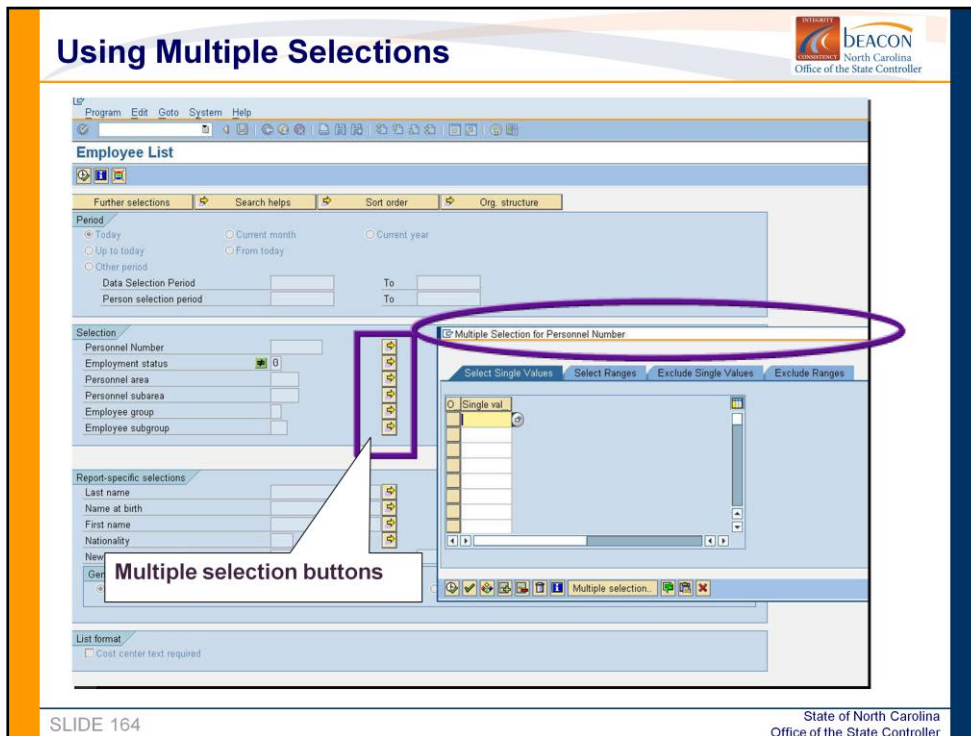 Using Multiple Selections
INTEGRITY
CONSISTENCY
BEACON
North Carolina
Office of the State Controller
Program Edit Goto System Help
Employee List
Further selections Search helps Sort order Org. structure
Period
Today Current month Current year
Up to today From today
Other period
Data Selection Period To
Person selection period To
Selection
Personnel Number
Employment status 0
Personnel area
Personnel subarea
Employee group
Employee subgroup
Multiple Selection for Personnel Number
Select Single Values Select Ranges Exclude Single Values Exclude Ranges
O.. Single val..
Multiple selection..
Report-specific selections
Last name
Name at birth
First name
Nationality
New
Gen
Multiple selection buttons
List format
Cost center text required
SLIDE 164
State of North Carolina
Office of the State Controller